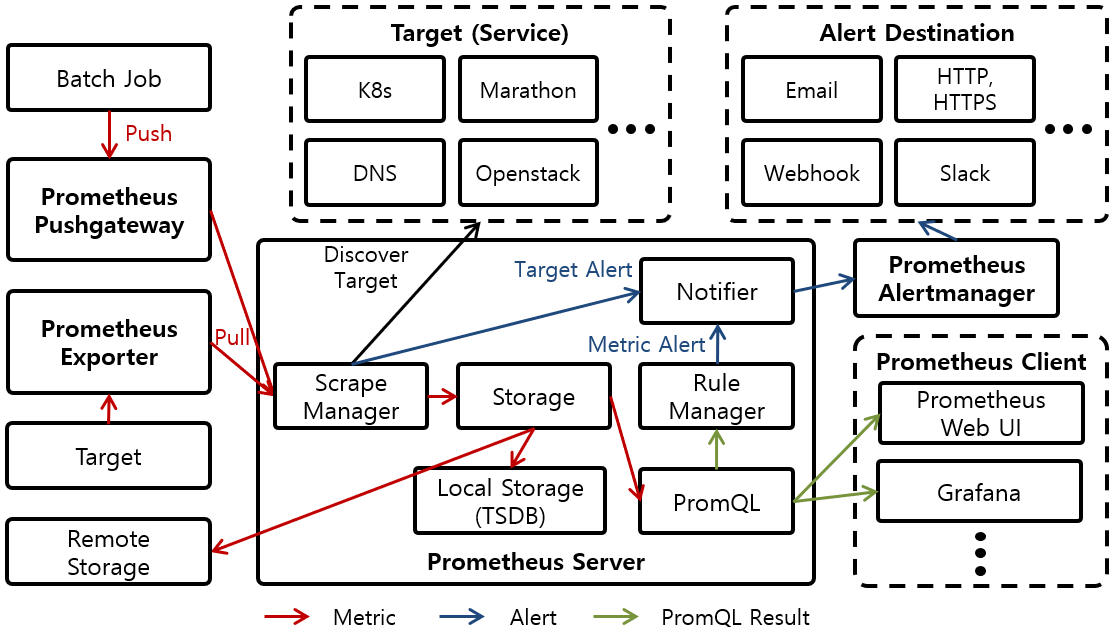 Target (Service)
K8s
Marathon
DNS
Openstack
Alert Destination
Email
HTTP,
HTTPS
Webhook
Slack
Batch Job
Push
Prometheus
Pushgateway
Prometheus
Exporter
Pull
Target
Remote
Storage
Discover
Target
Target Alert
Notifier
Metric Alert
Scrape
Manager
Storage
Rule
Manager
Local Storage
(TSDB)
PromQL
Prometheus Server
Prometheus
Alertmanager
Prometheus Client
Prometheus
Web UI
Grafana
Metric
Alert
PromQL Result